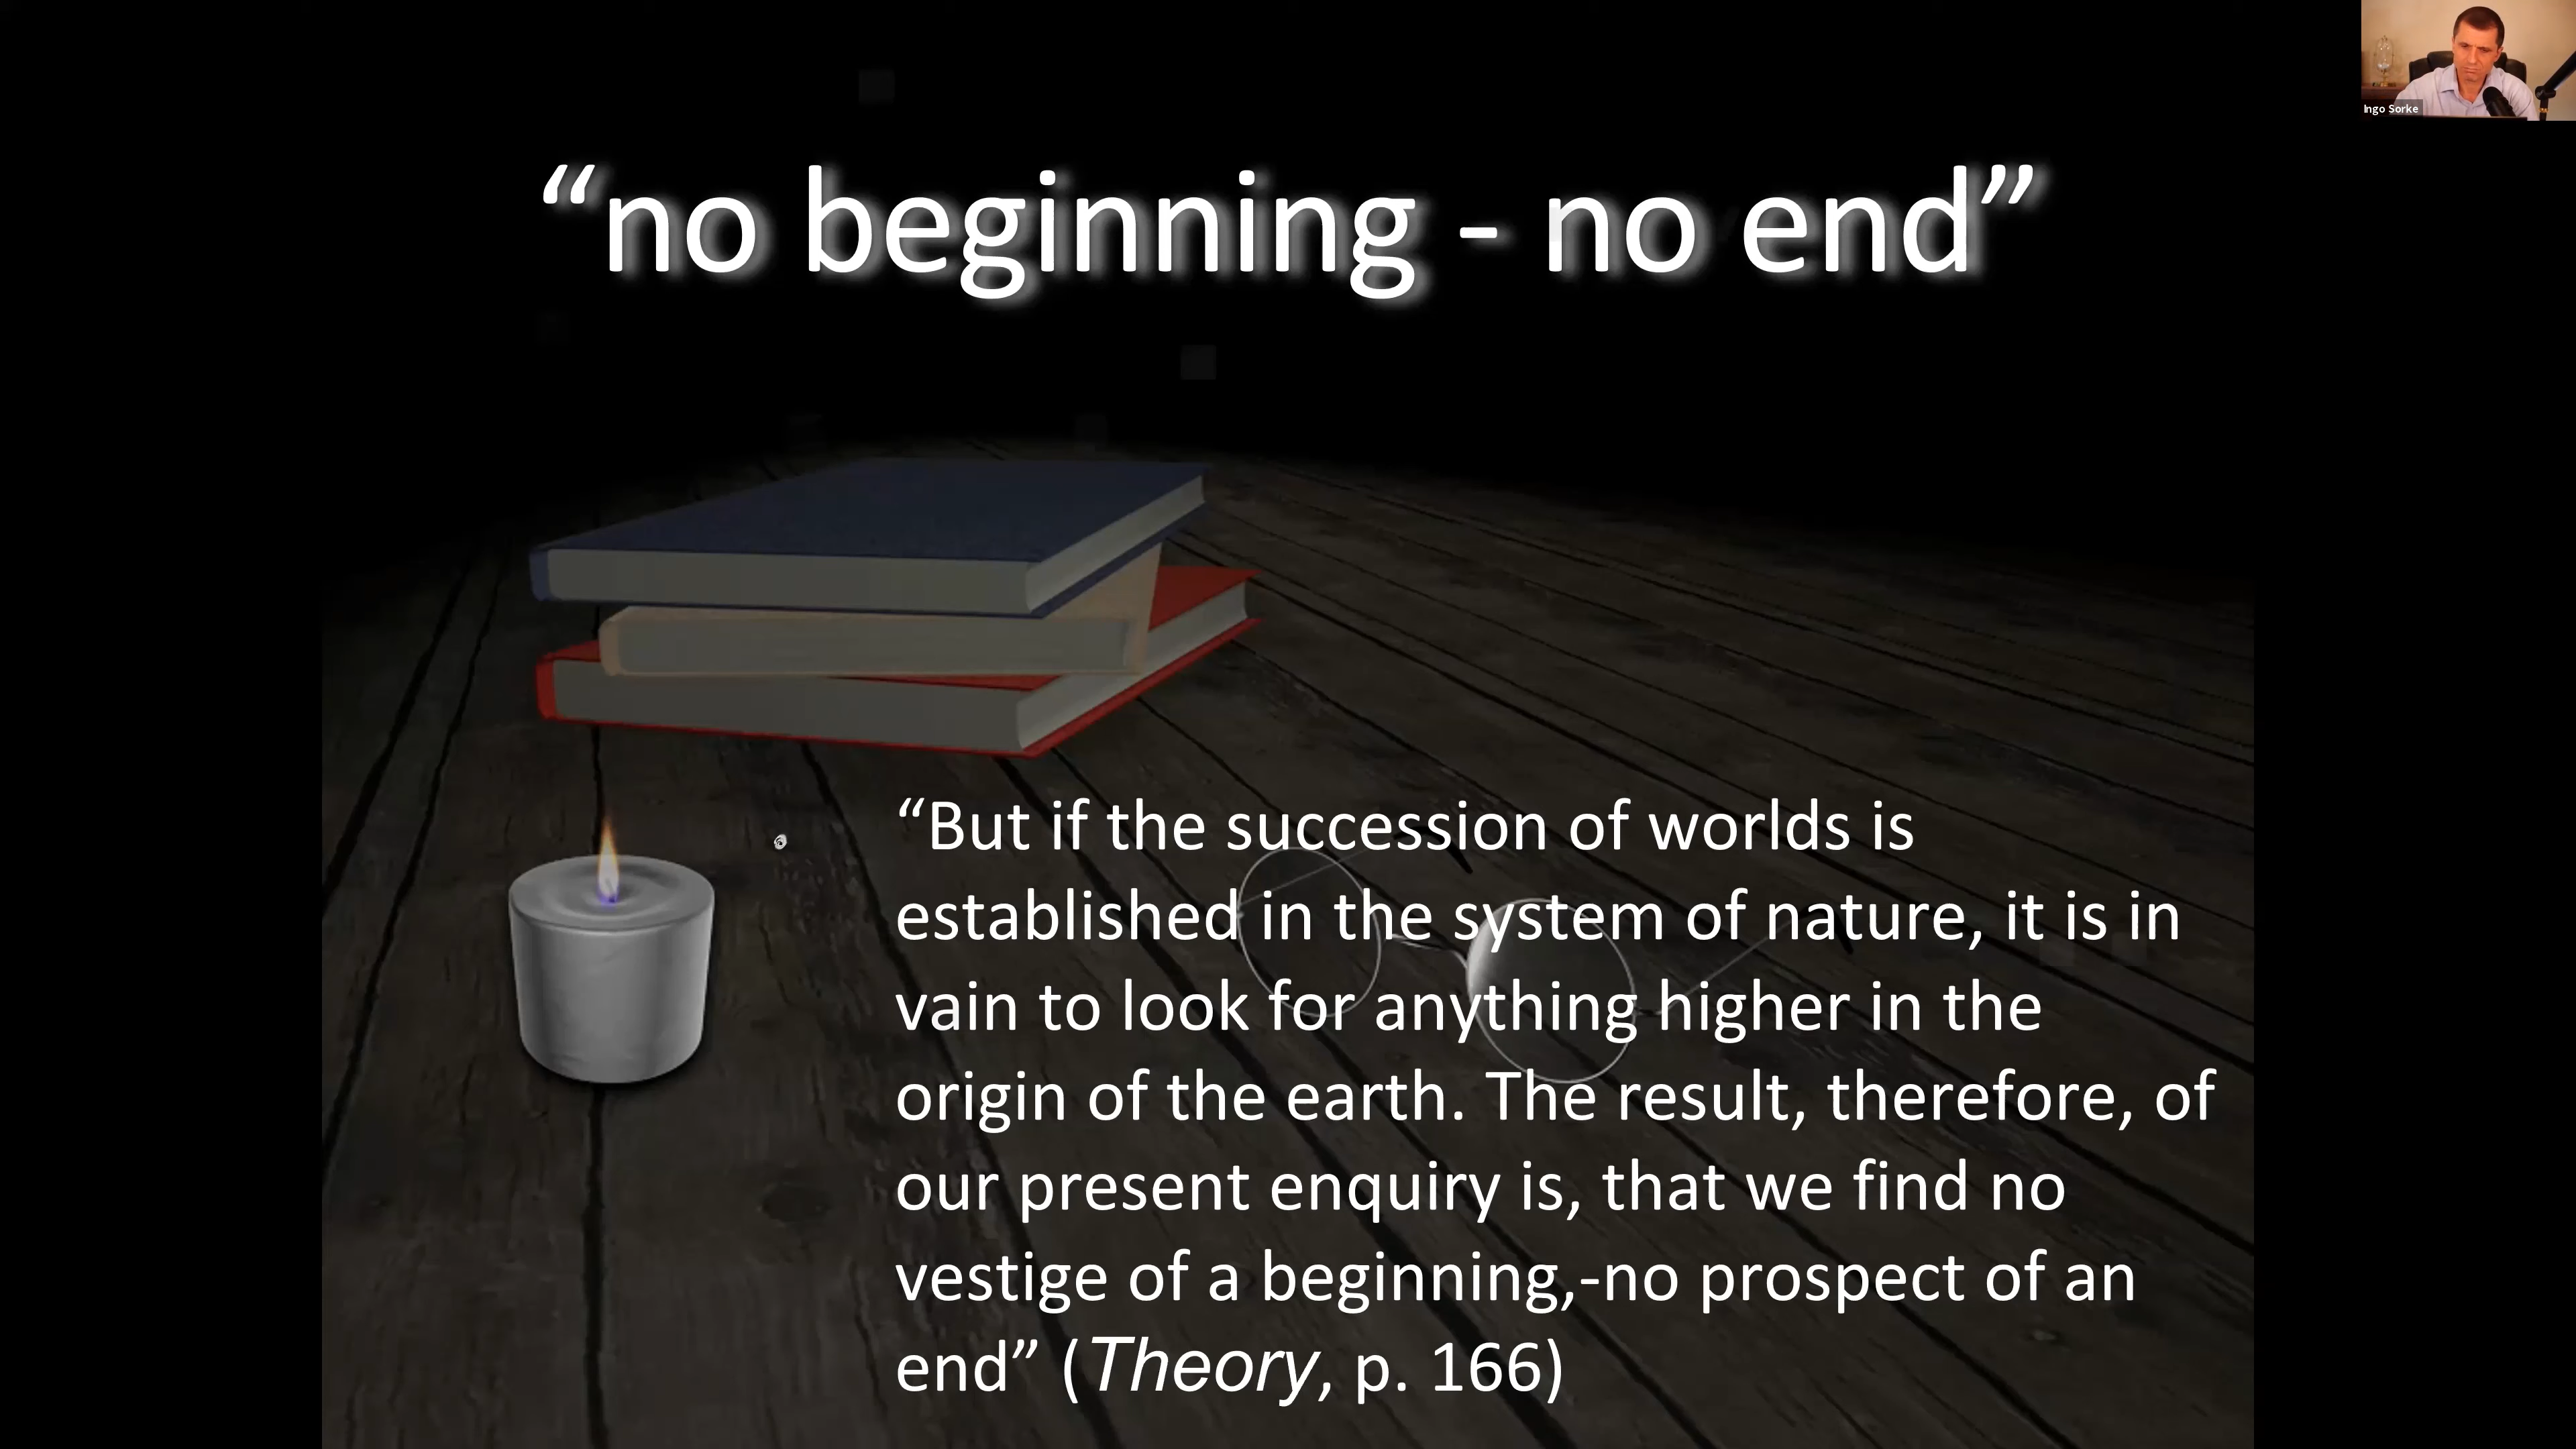 Ingo Sorke
“no beginning - no end”
“But if the succession of worlds is
established in the system of nature, it is in
vain to look for anything higher in the
origin of the earth. The result, therefore, of
our present enquiry is, that we find no
vestige of a beginning,-no prospect of an
end” (Theory, p. 166)